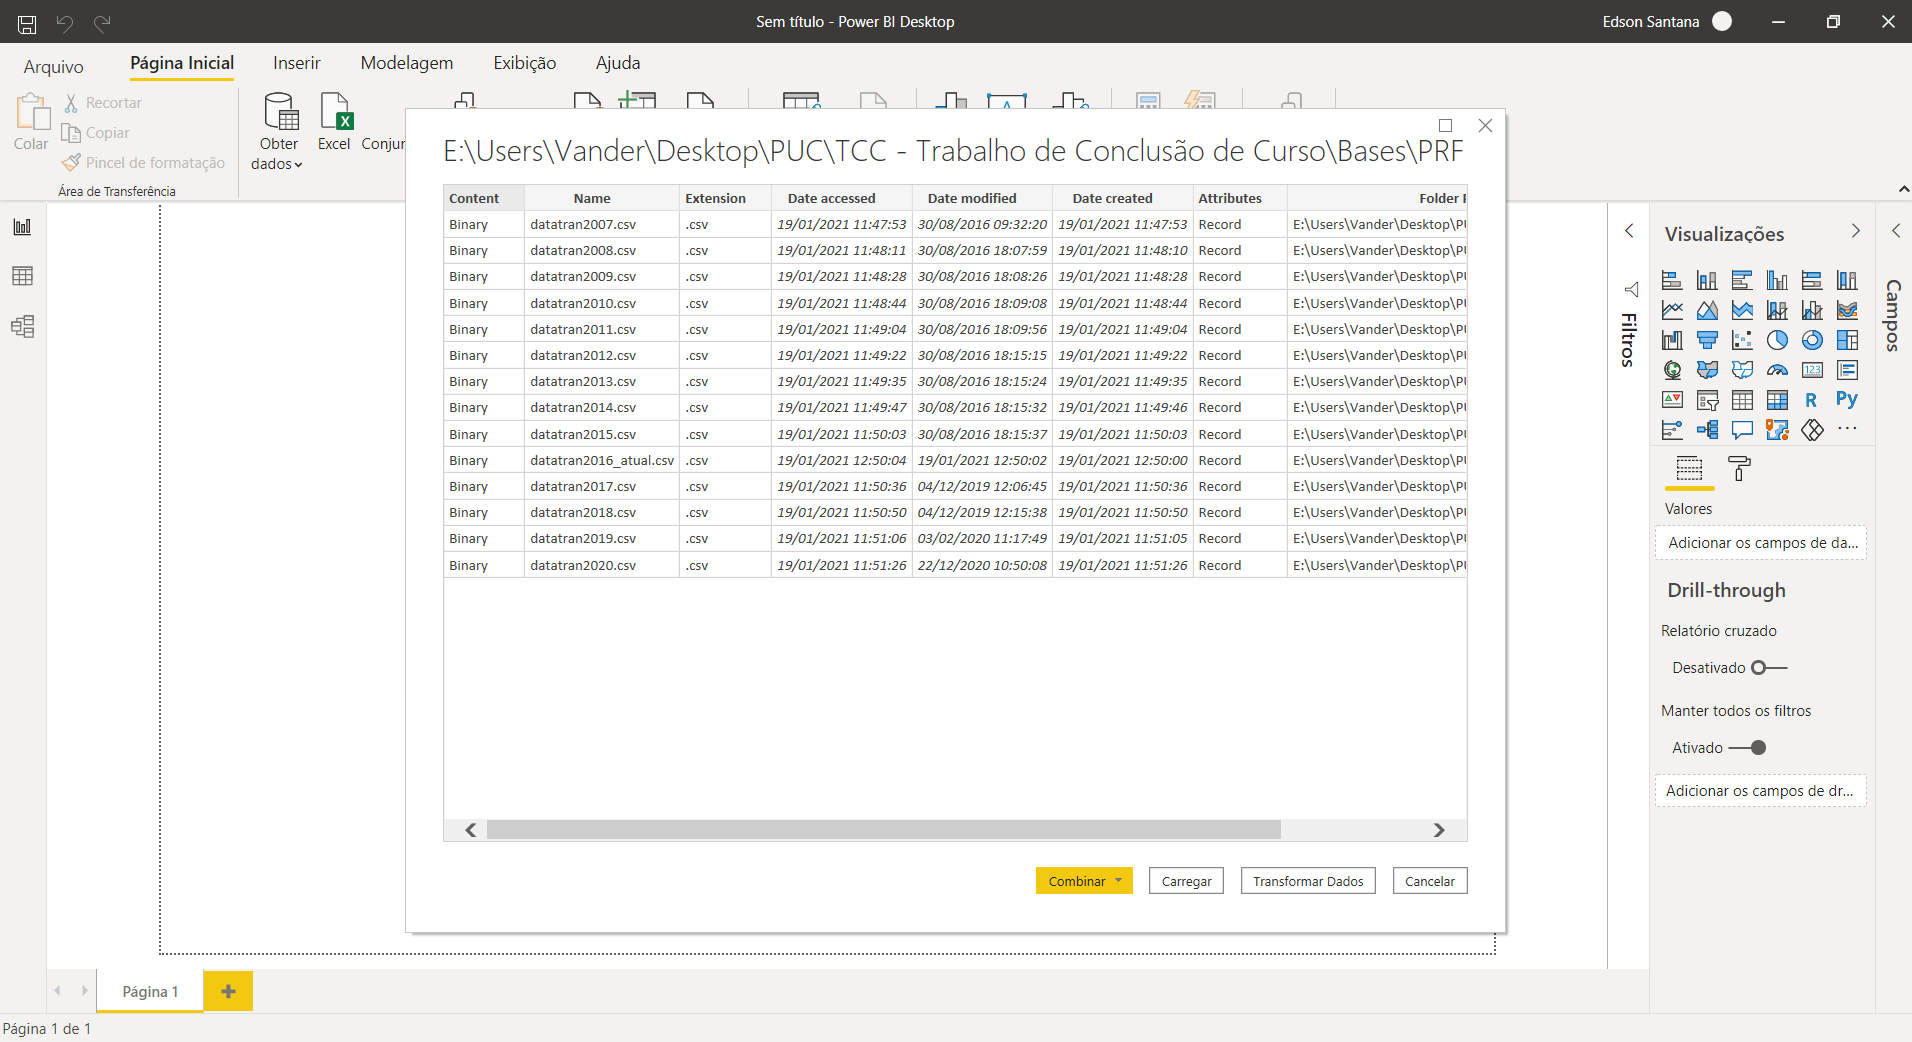 Sem título - Power BI Desktop
Edson Santana
Arquivo
Página Inicial
Inserir
Modelagem
Exibição
Ajuda
Colar
Recortar
Copiar
Pincel de formatação
Área de Transferência
Obter dados
Excel
Conjun
E:\Users\Vander\Desktop\PUC\TCC - Trabalho de Conclusão de Curso\Bases\PRF
Content Name Extension Date accessed Date modified Date created Attributes Folder P
Binary datatran2007.csv .csv 19/01/2021 11:47:53 30/08/2016 09:32:20 19/01/2021 11:47:53 Record E:\Users\Vander\Desktop\PU
Binary datatran2008.csv .csv 19/01/2021 11:48:11 30/08/2016 18:07:59 19/01/2021 11:48:10 Record E:\Users\Vander\Desktop\PU
Binary datatran2009.csv .csv 19/01/2021 11:48:28 30/08/2016 18:08:26 19/01/2021 11:48:28 Record E:\Users\Vander\Desktop\PU
Binary datatran2010.csv .csv 19/01/2021 11:48:44 30/08/2016 18:09:08 19/01/2021 11:48:44 Record E:\Users\Vander\Desktop\PU
Binary datatran2011.csv .csv 19/01/2021 11:49:04 30/08/2016 18:09:56 19/01/2021 11:49:04 Record E:\Users\Vander\Desktop\PU
Binary datatran2012.csv .csv 19/01/2021 11:49:22 30/08/2016 18:15:15 19/01/2021 11:49:22 Record E:\Users\Vander\Desktop\PU
Binary datatran2013.csv .csv 19/01/2021 11:49:35 30/08/2016 18:15:24 19/01/2021 11:49:35 Record E:\Users\Vander\Desktop\PU
Binary datatran2014.csv .csv 19/01/2021 11:49:47 30/08/2016 18:15:32 19/01/2021 11:49:46 Record E:\Users\Vander\Desktop\PU
Binary datatran2015.csv .csv 19/01/2021 11:50:03 30/08/2016 18:15:37 19/01/2021 11:50:03 Record E:\Users\Vander\Desktop\PU
Binary datatran2016_atual.csv .csv 19/01/2021 12:50:04 19/01/2021 12:50:02 19/01/2021 12:50:00 Record E:\Users\Vander\Desktop\PU
Binary datatran2017.csv .csv 19/01/2021 11:50:36 04/12/2019 12:06:45 19/01/2021 11:50:36 Record E:\Users\Vander\Desktop\PU
Binary datatran2018.csv .csv 19/01/2021 11:50:50 04/12/2019 12:15:38 19/01/2021 11:50:50 Record E:\Users\Vander\Desktop\PU
Binary datatran2019.csv .csv 19/01/2021 11:51:06 03/02/2020 11:17:49 19/01/2021 11:51:05 Record E:\Users\Vander\Desktop\PU
Binary datatran2020.csv .csv 19/01/2021 11:51:26 22/12/2020 10:50:08 19/01/2021 11:51:26 Record E:\Users\Vander\Desktop\PU
Combinar
Carregar
Transformar Dados
Cancelar
Filtros
Visualizações
123
R
Py
Valores
Adicionar os campos de da...
Drill-through
Relatório cruzado
Desativado
Manter todos os filtros
Ativado
Adicionar os campos de dr...
Campos
Página 1
Página 1 de 1